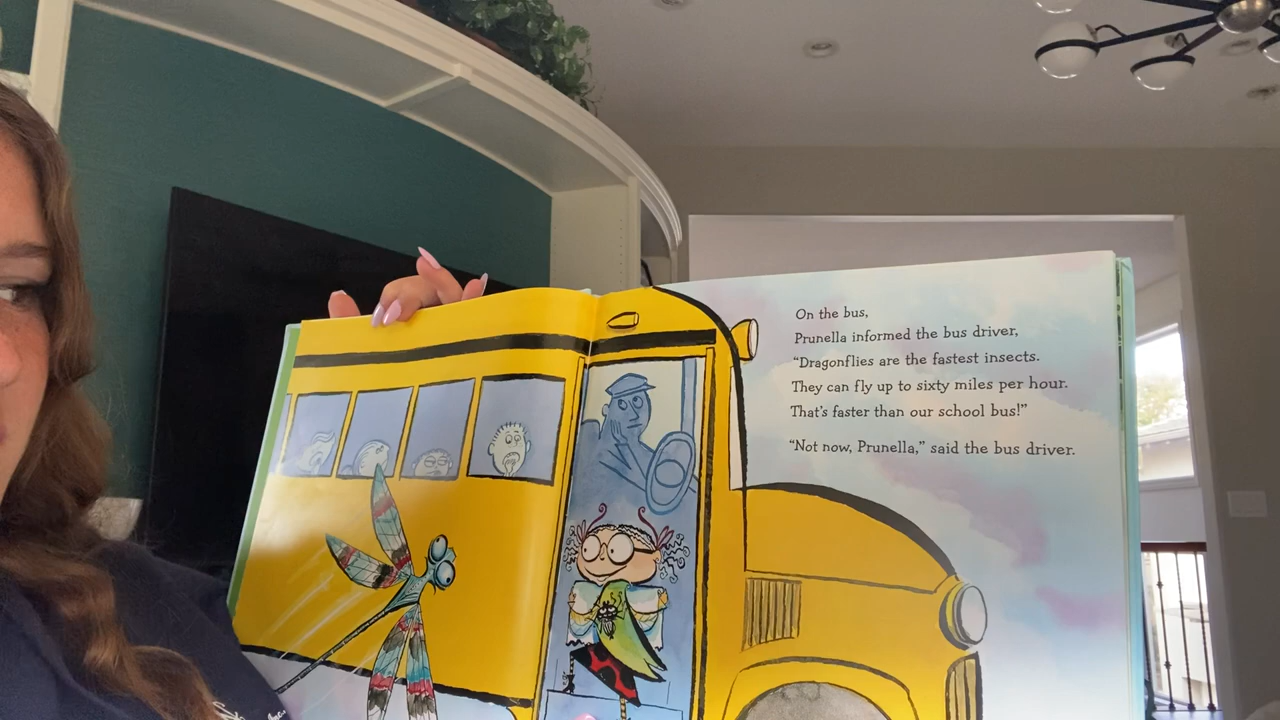 On the bus,
Prunella informed the bus driver,
“Dragonflies are the fastest insects.
They can fly up to sixty miles per hour.
That’s faster than our school bus!”
“Not now, Prunella,” said the bus driver.